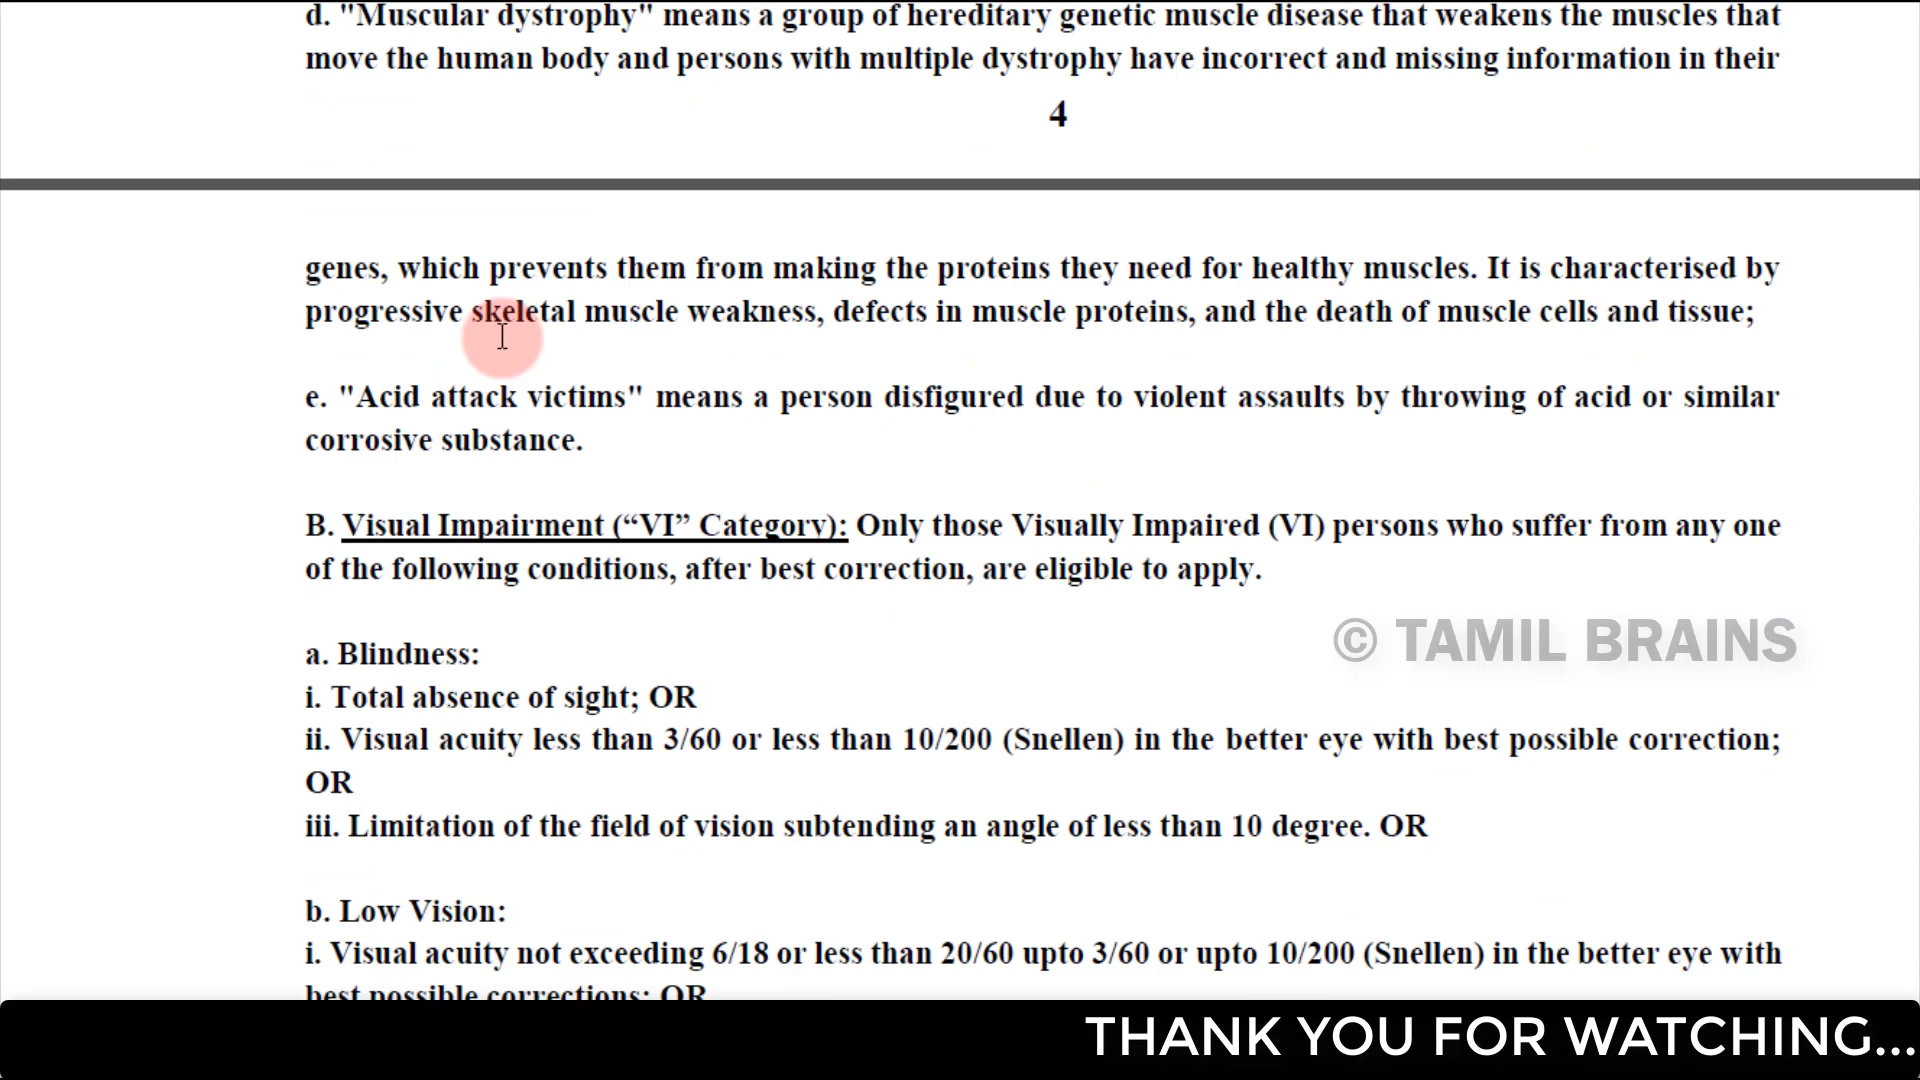 d. "Muscular dystrophy" means a group of hereditary genetic muscle disease that weakens the muscles that
move the human body and persons with multiple dystrophy have incorrect and missing information in their
4
genes, which prevents them from making the proteins they need for healthy muscles. It is characterised by
progressive skeletal muscle weakness, defects in muscle proteins, and the death of muscle cells and tissue;
e. "Acid attack victims" means a person disfigured due to violent assaults by throwing of acid or similar
corrosive substance.
B. Visual Impairment (“VI” Category): Only those Visually Impaired (VI) persons who suffer from any one
of the following conditions, after best correction, are eligible to apply.
© TAMIL BRAINS
a. Blindness:
i. Total absence of sight; OR
ii. Visual acuity less than 3/60 or less than 10/200 (Snellen) in the better eye with best possible correction;
OR
iii. Limitation of the field of vision subtending an angle of less than 10 degree. OR
b. Low Vision:
i. Visual acuity not exceeding 6/18 or less than 20/60 upto 3/60 or upto 10/200 (Snellen) in the better eye with
best possible corrections; OR
THANK YOU FOR WATCHING...